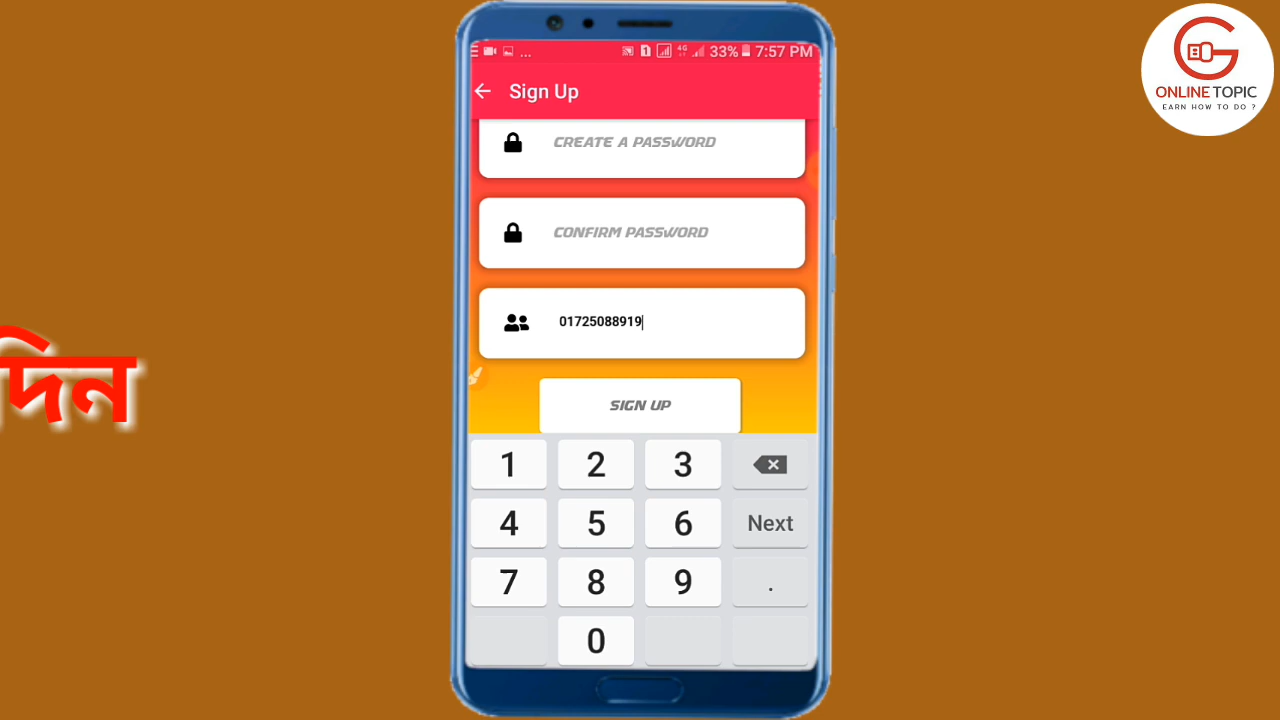 ... 33% 7:57 PM
Sign Up
CREATE A PASSWORD
CONFIRM PASSWORD
01725088919
SIGN UP
1 2 3
4 5 6 Next
7 8 9 .
0
দিন
ONLINE TOPIC
EARN HOW TO DO ?